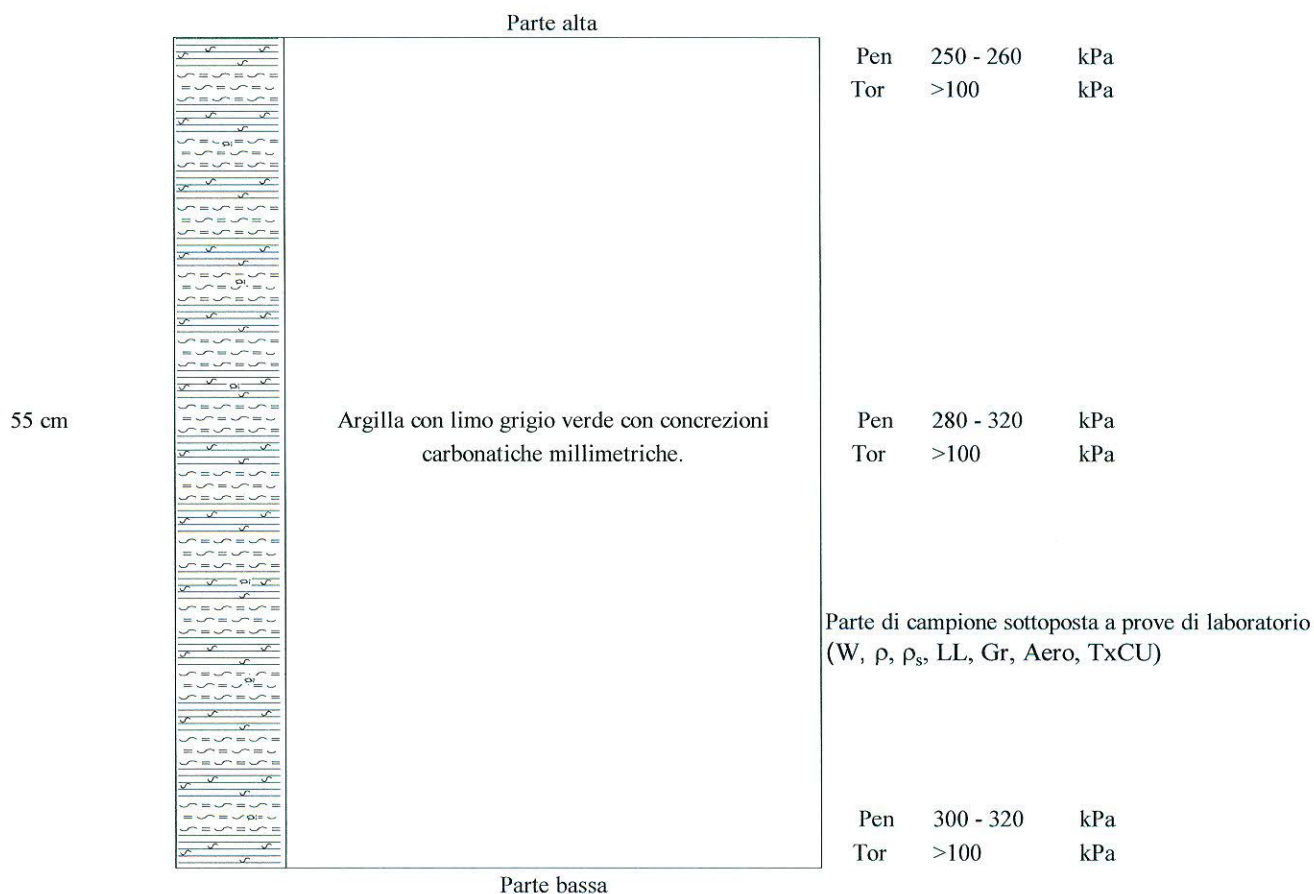 Parte alta
Pen 250 - 260 kPa
Tor >100 kPa
55 cm
Argilla con limo grigio verde con concrezioni
carbonatiche millimetriche.
Pen 280 - 320 kPa
Tor >100 kPa
Parte di campione sottoposta a prove di laboratorio
(W, ρ, ρs, LL, Gr, Aero, TxCU)
Pen 300 - 320 kPa
Tor >100 kPa
Parte bassa